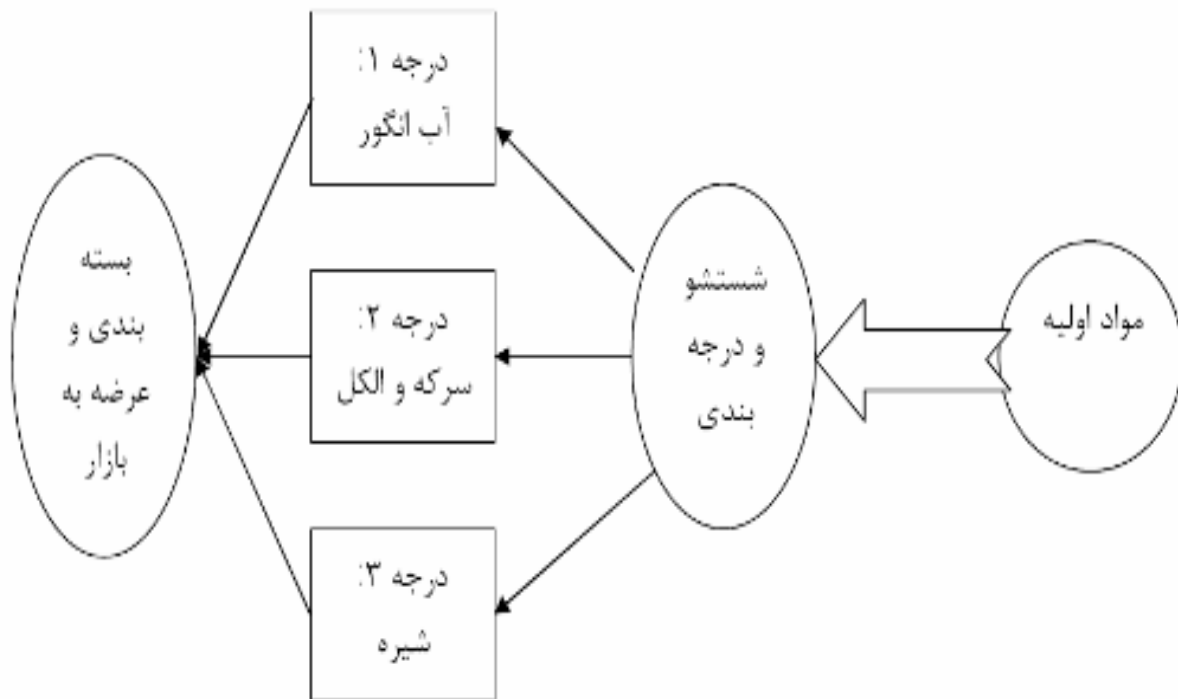 مواد اولیه
شستشو
و درجه
بندی
درجه ۱:
آب انگور
درجه ۲:
سرکه و الکل
درجه ۳:
شیره
بسته
بندی و
عرضه به
بازار